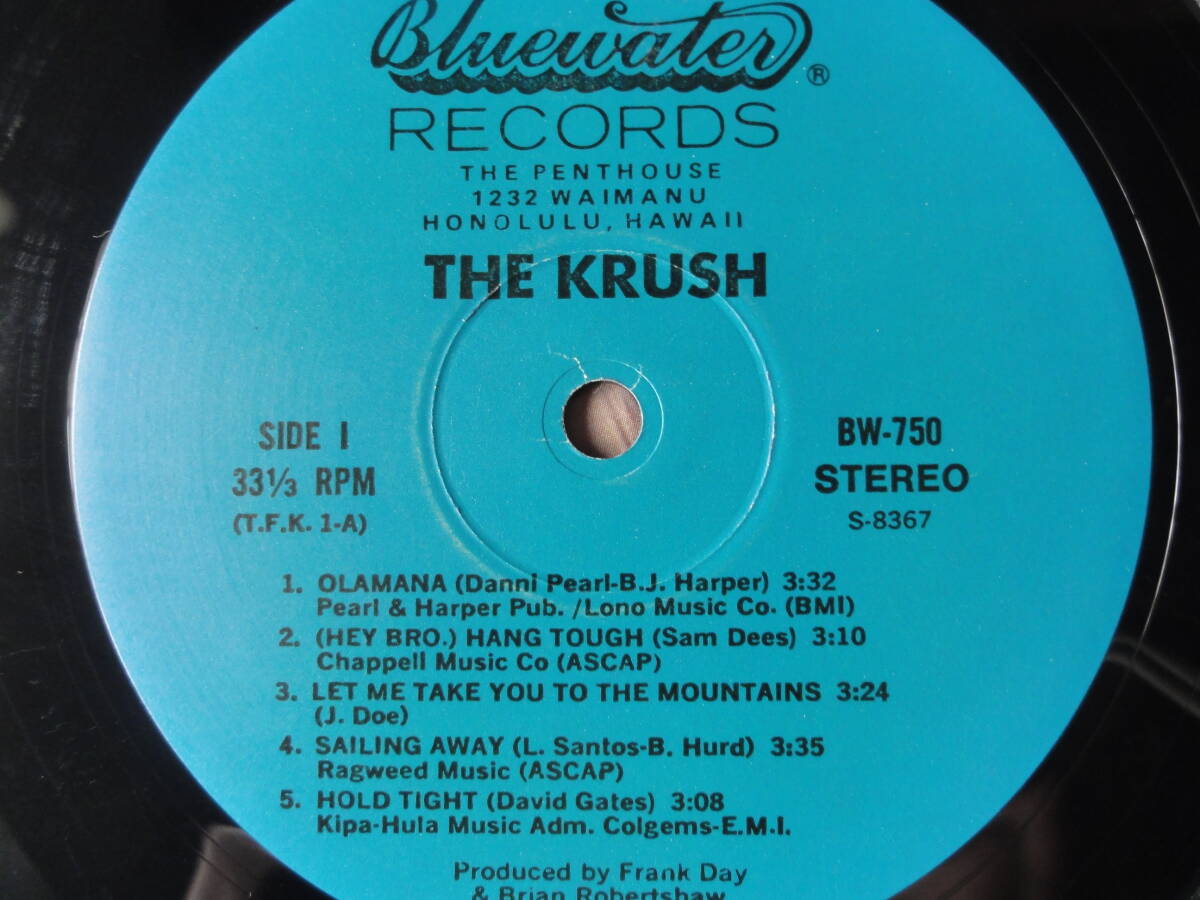 Bluewater ®
RECORDS
THE PENTHOUSE
1232 WAIMANU
HONOLULU, HAWAII
THE KRUSH
SIDE I
33⅓ RPM
(T.F.K. 1-A)
BW-750
STEREO
S-8367
1. OLAMANA (Danni Pearl-B.J. Harper) 3:32
Pearl & Harper Pub. /Lono Music Co. (BMI)
2. (HEY BRO.) HANG TOUGH (Sam Dees) 3:10
Chappell Music Co (ASCAP)
3. LET ME TAKE YOU TO THE MOUNTAINS 3:24
(J. Doe)
4. SAILING AWAY (L. Santos-B. Hurd) 3:35
Ragweed Music (ASCAP)
5. HOLD TIGHT (David Gates) 3:08
Kipa-Hula Music Adm. Colgems-E.M.I.
Produced by Frank Day
& Brian Robertshaw